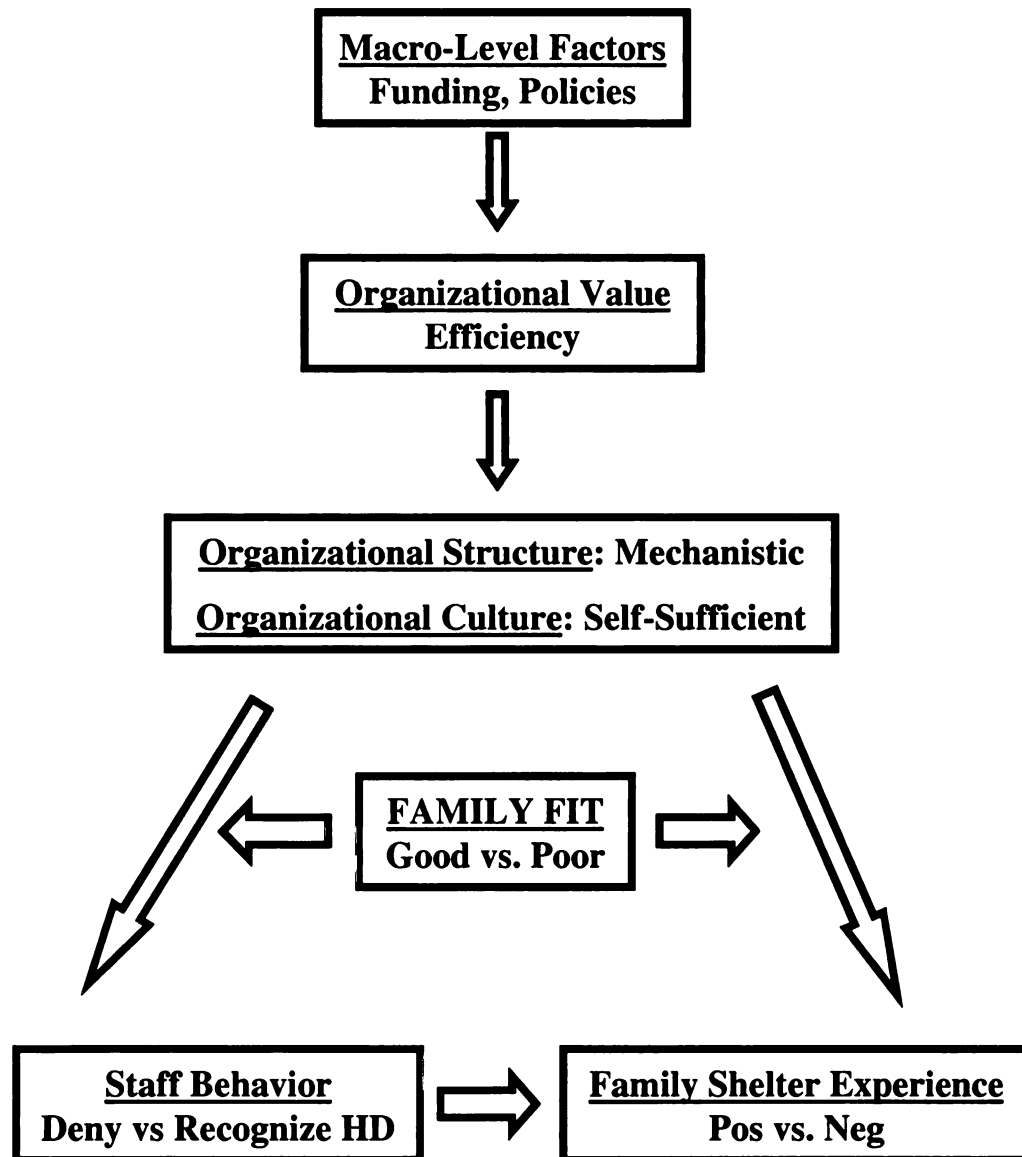 Macro-Level Factors
Funding, Policies
Organizational Value
Efficiency
Organizational Structure: Mechanistic
Organizational Culture: Self-Sufficient
FAMILY FIT
Good vs. Poor
Staff Behavior
Deny vs Recognize HD
Family Shelter Experience
Pos vs. Neg